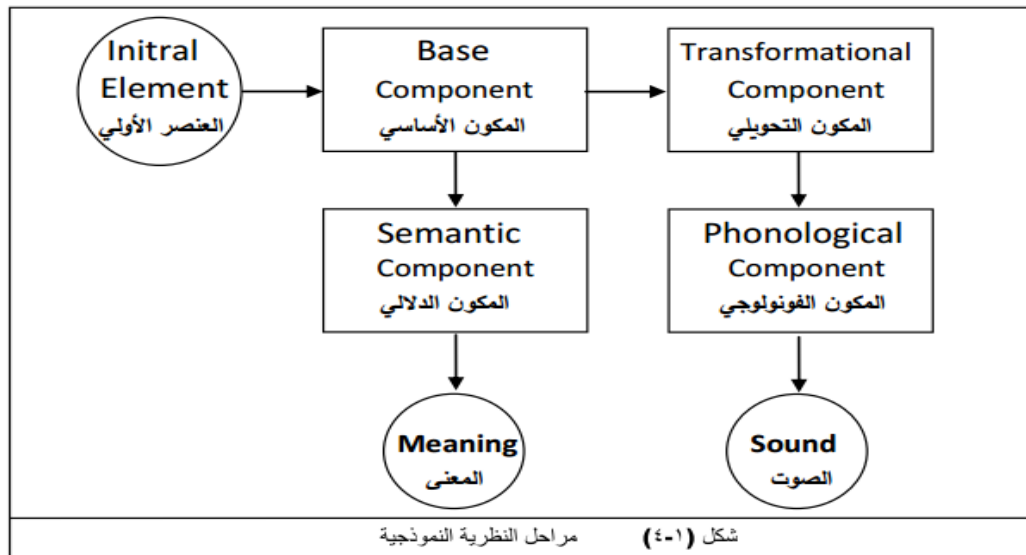 Initral
Element
العنصر الأولي
Base
Component
المكون الأساسي
Transformational
Component
المكون التحويلي
Semantic
Component
المكون الدلالي
Phonological
Component
المكون الفونولوجي
Meaning
المعنى
Sound
الصوت
شكل (١-٤) مراحل النظرية النموذجية